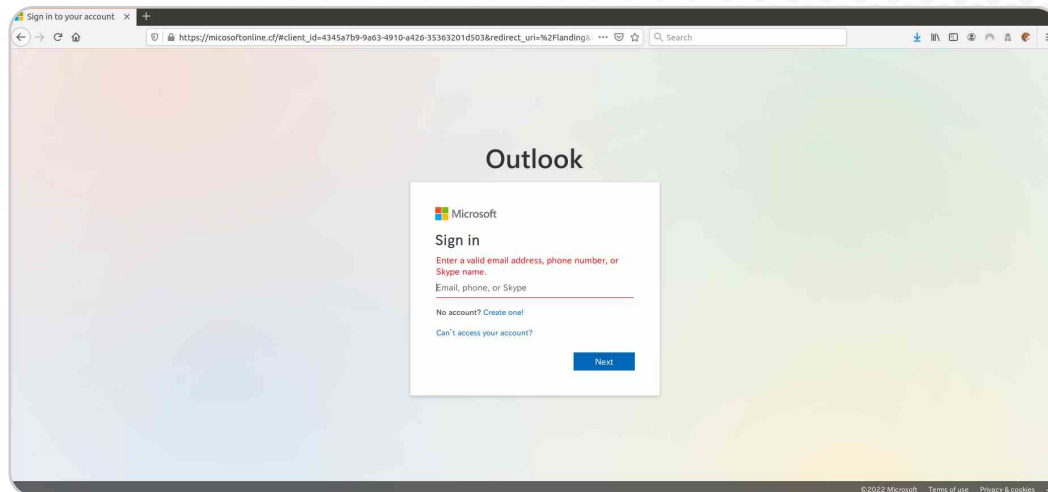 Sign in to your account
https://micosoftonline.cf/#client_id=4345a7b9-9a63-4910-a426-35363201d503&redirect_uri=%2Flanding&
Search
Outlook
Microsoft
Sign in
Enter a valid email address, phone number, or
Skype name.
Email, phone, or Skype
No account? Create one!
Can't access your account?
Next
©2022 Microsoft Terms of use Privacy & cookies